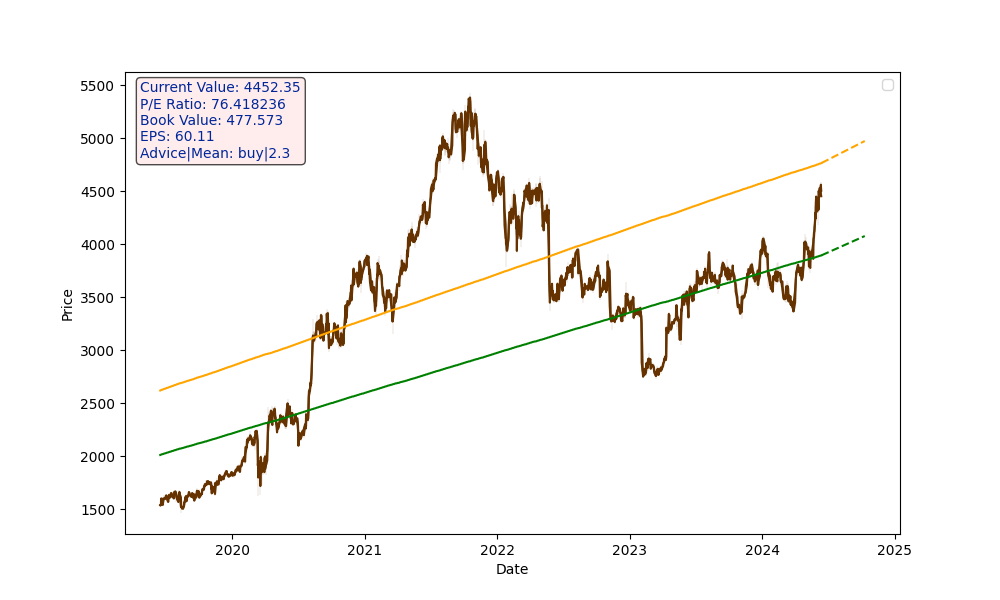 Current Value: 4452.35
P/E Ratio: 76.418236
Book Value: 477.573
EPS: 60.11
Advice|Mean: buy|2.3
5500
5000
4500
4000
3500
3000
2500
2000
1500
Price
2020 2021 2022 2023 2024 2025
Date